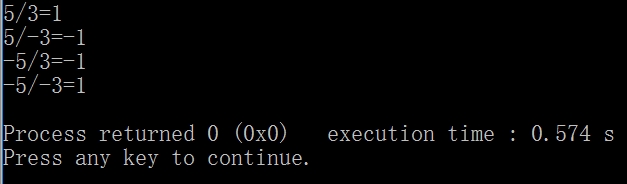 5/3=1
5/-3=-1
-5/3=-1
-5/-3=1
Process returned 0 (0x0)   execution time : 0.574 s
Press any key to continue.